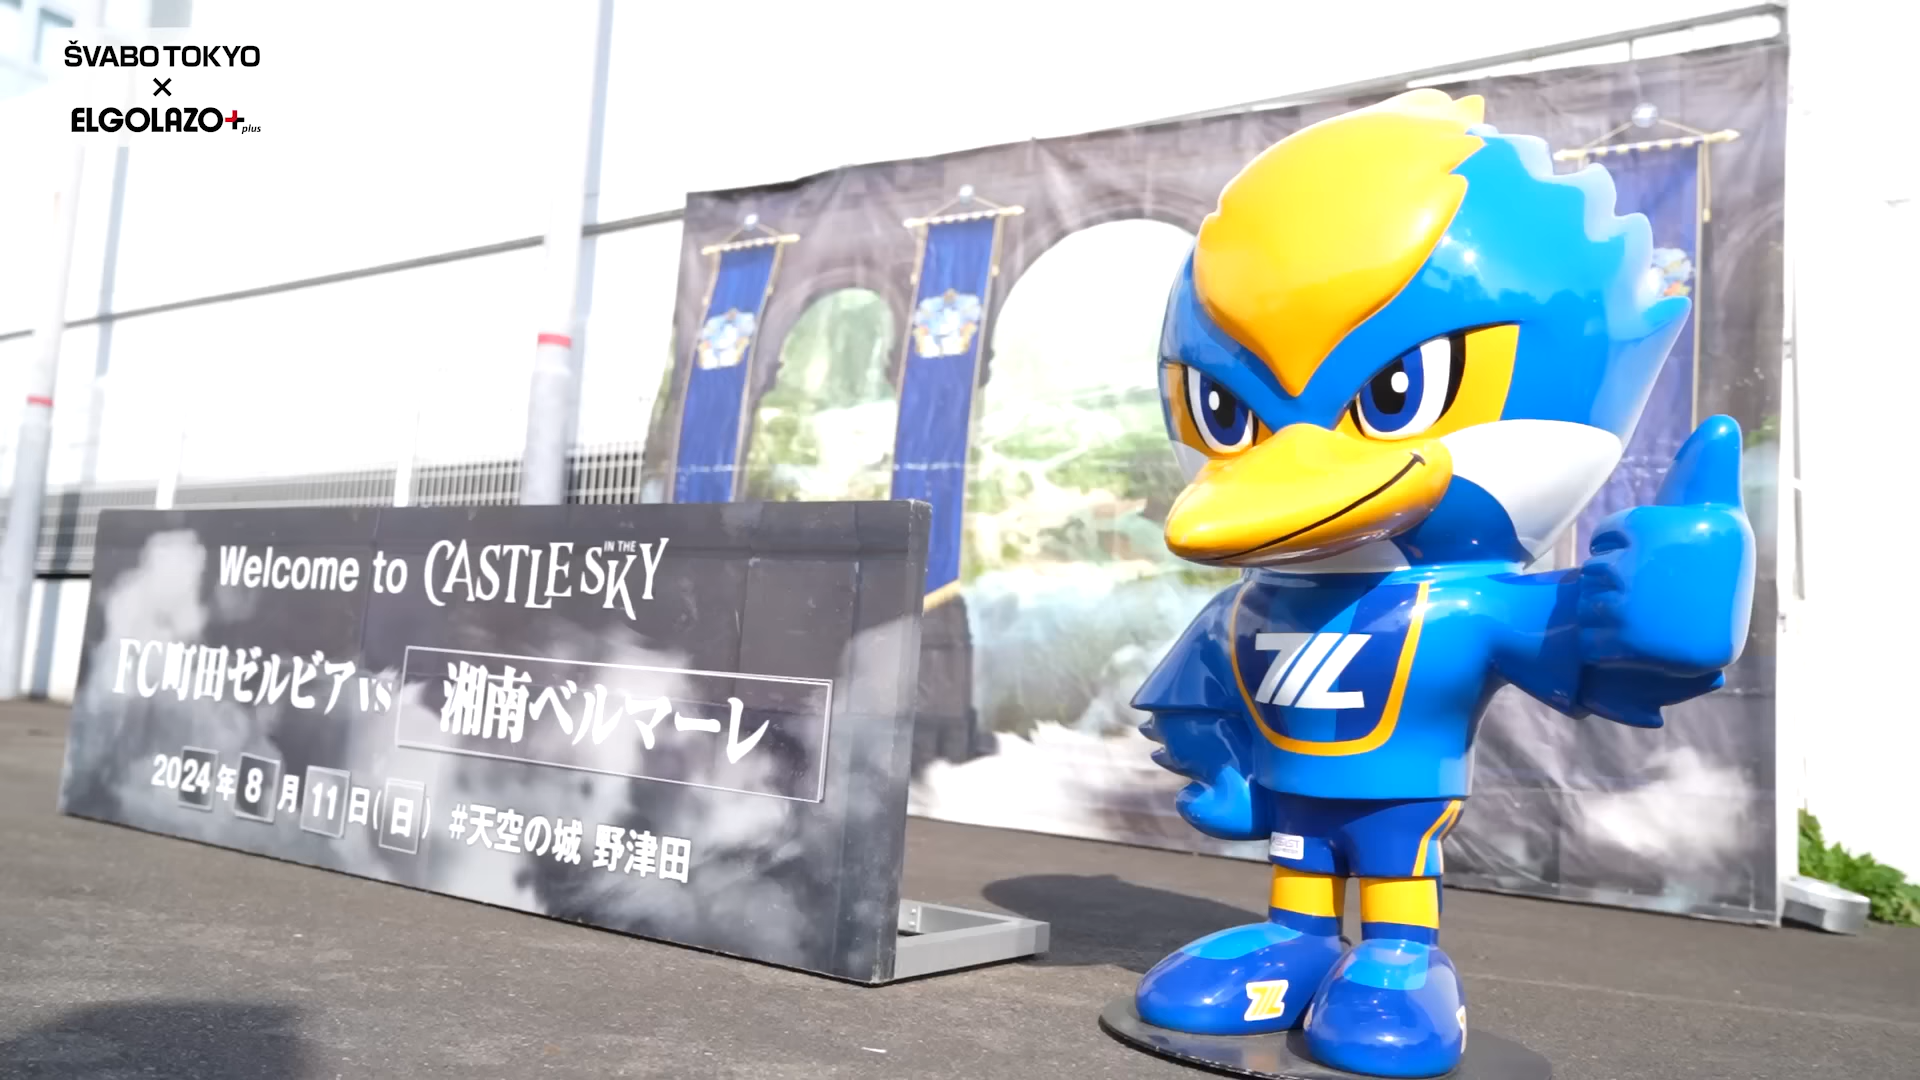 ŠVABO TOKYO
×
ELGOLAZO+plus
Welcome to CASTLE IN THE SKY
FC町田ゼルビア VS 湘南ベルマーレ
2024年8月11日(日) #天空の城 野津田